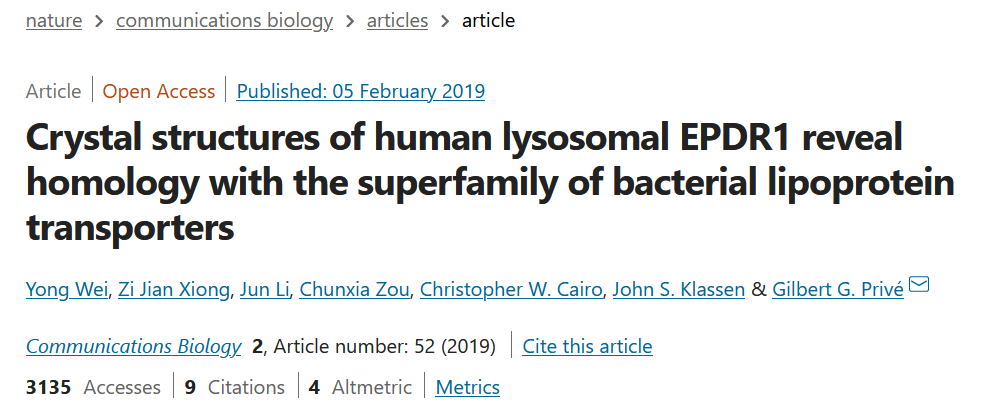 nature > communications biology > articles > article
Article | Open Access | Published: 05 February 2019
Crystal structures of human lysosomal EPDR1 reveal
homology with the superfamily of bacterial lipoprotein
transporters
Yong Wei, Zi Jian Xiong, Jun Li, Chunxia Zou, Christopher W. Cairo, John S. Klassen & Gilbert G. Privé
Communications Biology 2, Article number: 52 (2019) | Cite this article
3135 Accesses | 9 Citations | 4 Altmetric | Metrics